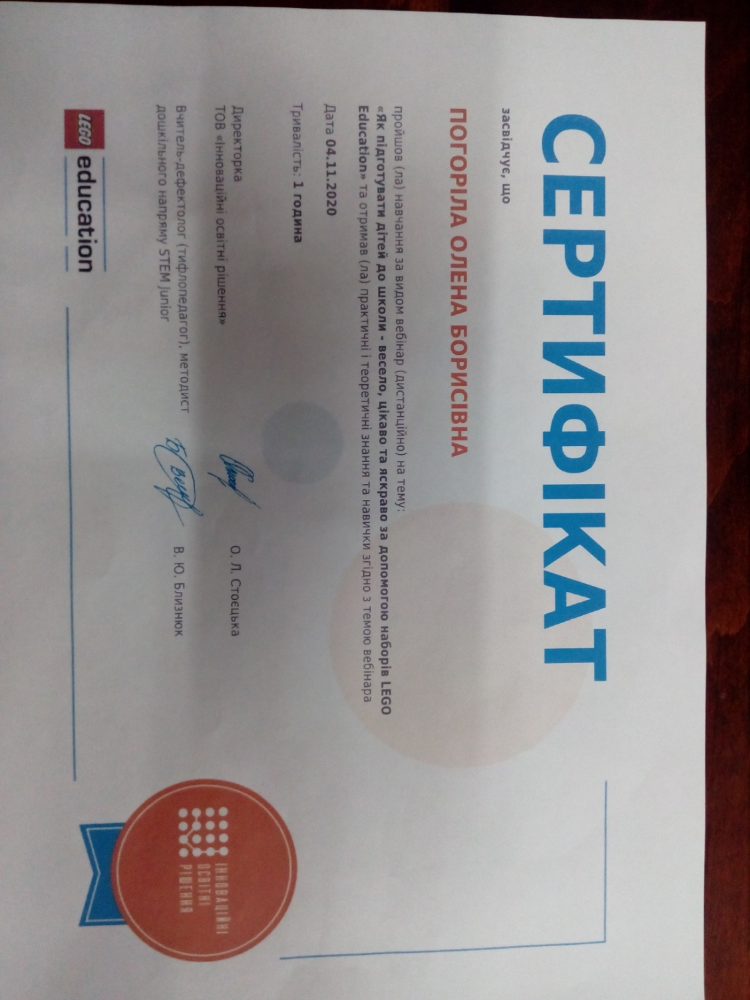 СЕРТИФІКАТ
засвідчує, що
ПОГОРІЛА ОЛЕНА БОРИСІВНА
пройшов (ла) навчання за видом вебінар (дистанційно) на тему:
«Як підготувати дітей до школи - весело, цікаво та яскраво за допомогою наборів LEGO
Education» та отримав (ла) практичні і теоретичні знання та навички згідно з темою вебінара
Дата 04.11.2020
Тривалість: 1 година
Директорка
ТОВ «Інноваційні освітні рішення»
О. Л. Стоєцька
Вчитель-дефектолог (тифлопедагог), методист
дошкільного напряму STEM Junior
В. Ю. Близнюк
LEGO education
ІННОВАЦІЙНІ
ОСВІТНІ
РІШЕННЯ